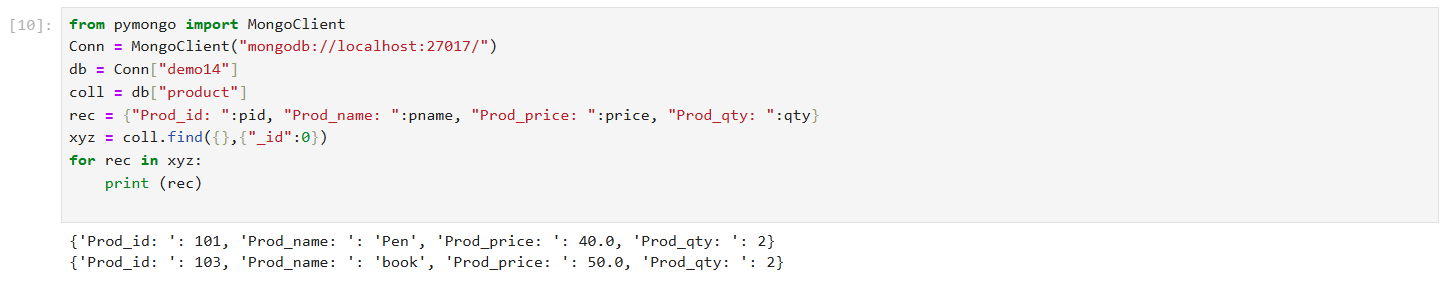 [10]:
from pymongo import MongoClient
Conn = MongoClient("mongodb://localhost:27017/")
db = Conn["demo14"]
coll = db["product"]
rec = {"Prod_id: ":pid, "Prod_name: ":pname, "Prod_price: ":price, "Prod_qty: ":qty}
xyz = coll.find({},{"_id":0})
for rec in xyz:
    print (rec)
{'Prod_id: ': 101, 'Prod_name: ': 'Pen', 'Prod_price: ': 40.0, 'Prod_qty: ': 2}
{'Prod_id: ': 103, 'Prod_name: ': 'book', 'Prod_price: ': 50.0, 'Prod_qty: ': 2}